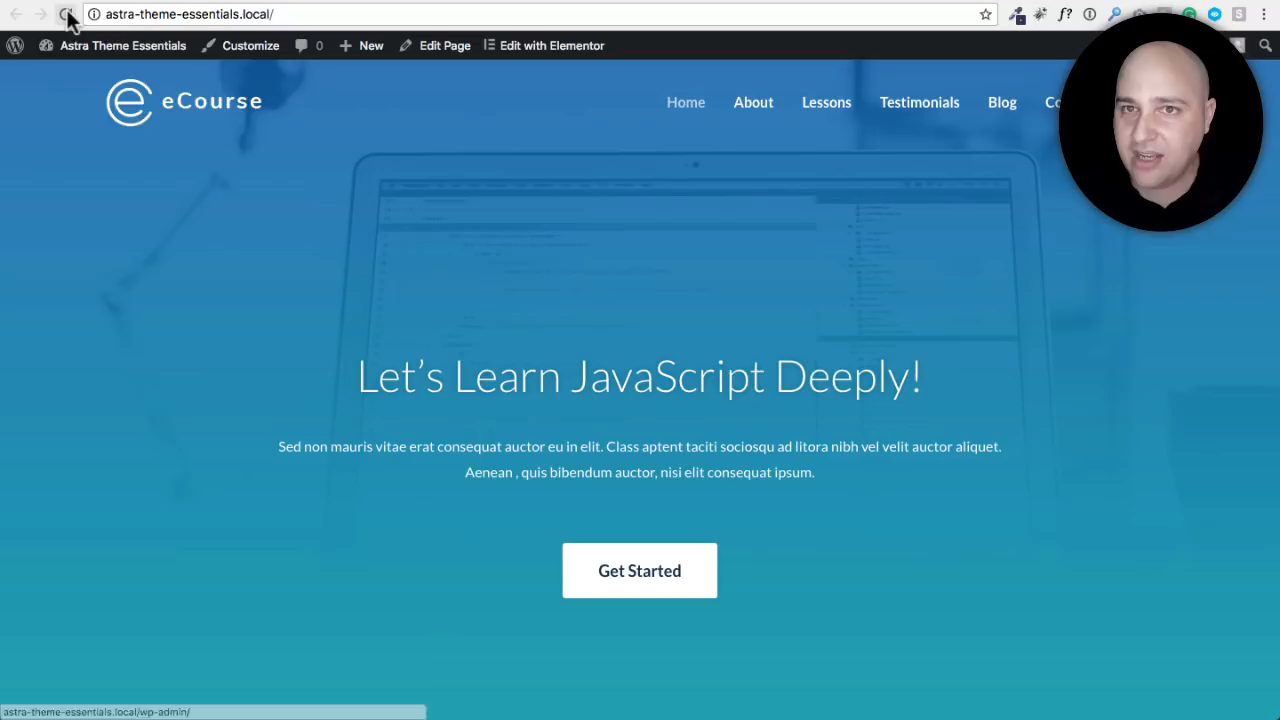 astra-theme-essentials.local/
f?
S
Astra Theme Essentials
Customize
0
New
Edit Page
Edit with Elementor
eCourse
Home
About
Lessons
Testimonials
Blog
Co
Let’s Learn JavaScript Deeply!
Sed non mauris vitae erat consequat auctor eu in elit. Class aptent taciti sociosqu ad litora nibh vel velit auctor aliquet.
Aenean , quis bibendum auctor, nisi elit consequat ipsum.
Get Started
astra-theme-essentials.local/wp-admin/